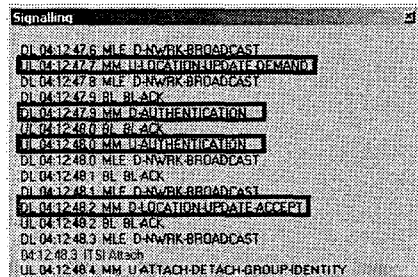 Signalling
DL 04:12:47.6 MLE D-NWRK-BROADCAST
UL 04:12:47.7 MM U-LOCATION-UPDATE-DEMAND
DL 04:12:47.8 MLE D-NWRK-BROADCAST
DL 04:12:47.9 BL BL-ACK
DL 04:12:47.9 MM D-AUTHENTICATION
UL 04:12:48.0 BL BL-ACK
UL 04:12:48.0 MM U-AUTHENTICATION
DL 04:12:48.0 MLE D-NWRK-BROADCAST
DL 04:12:48.1 BL BL-ACK
DL 04:12:48.1 MLE D-NWRK-BROADCAST
DL 04:12:48.2 MM D-LOCATION-UPDATE-ACCEPT
UL 04:12:48.2 BL BL-ACK
DL 04:12:48.3 MLE D-NWRK-BROADCAST
04:12:48.3 ITSI Attach
UL 04:12:48.4 MM U-ATTACH-DETACH-GROUP-IDENTITY